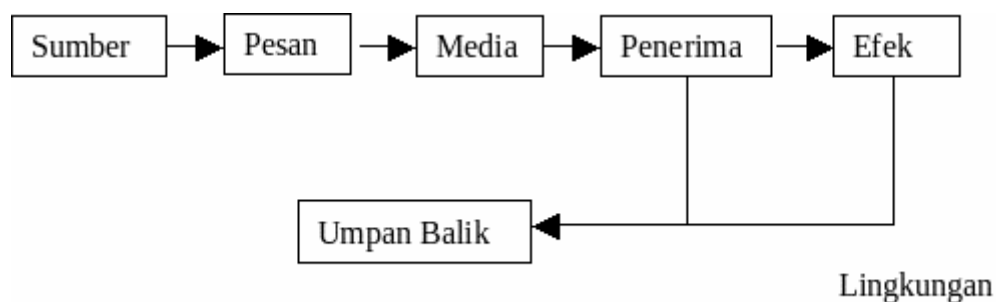 Sumber
Pesan
Media
Penerima
Efek
Umpan Balik
Lingkungan